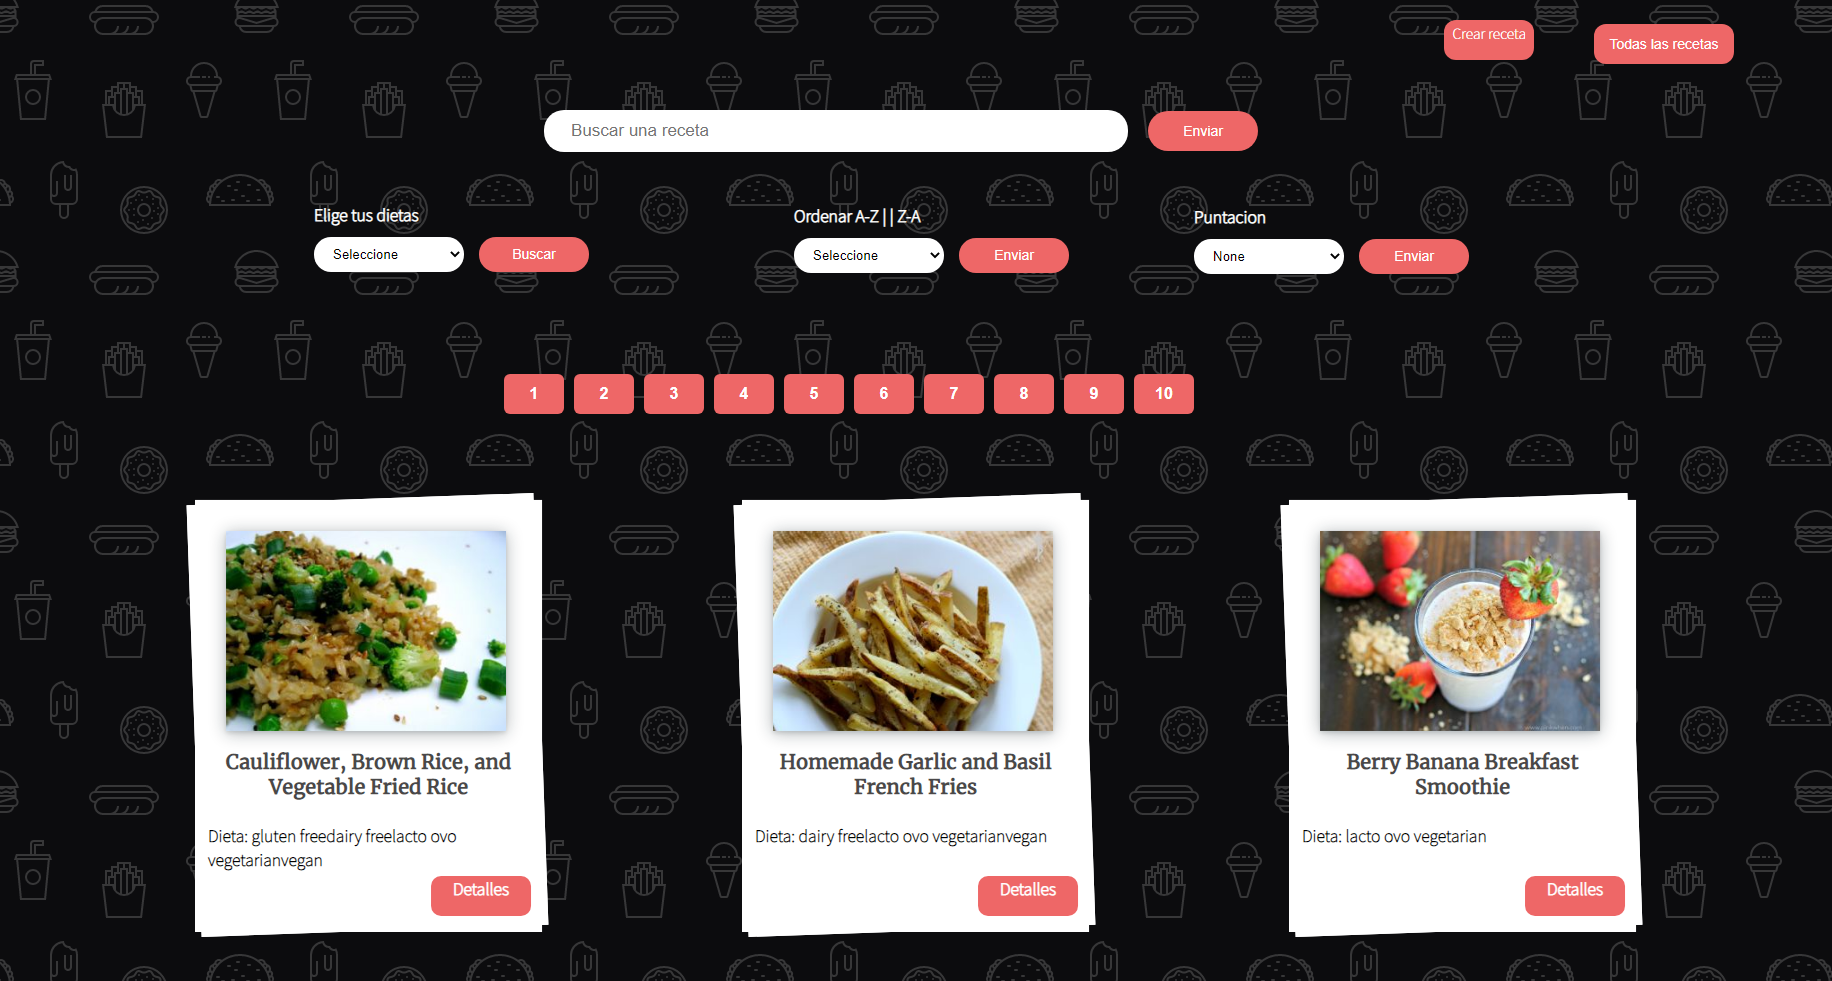 Crear receta
Todas las recetas
Buscar una receta
Enviar
Elige tus dietas
Ordenar A-Z || Z-A
Puntacion
Seleccione
Buscar
Seleccione
Enviar
None
Enviar
1 2 3 4 5 6 7 8 9 10
Cauliflower, Brown Rice, and
Vegetable Fried Rice
Dieta: gluten freedairy freelacto ovo
vegetarianvegan
Detalles
Homemade Garlic and Basil
French Fries
Dieta: dairy freelacto ovo vegetarianvegan
Detalles
Berry Banana Breakfast
Smoothie
Dieta: lacto ovo vegetarian
Detalles